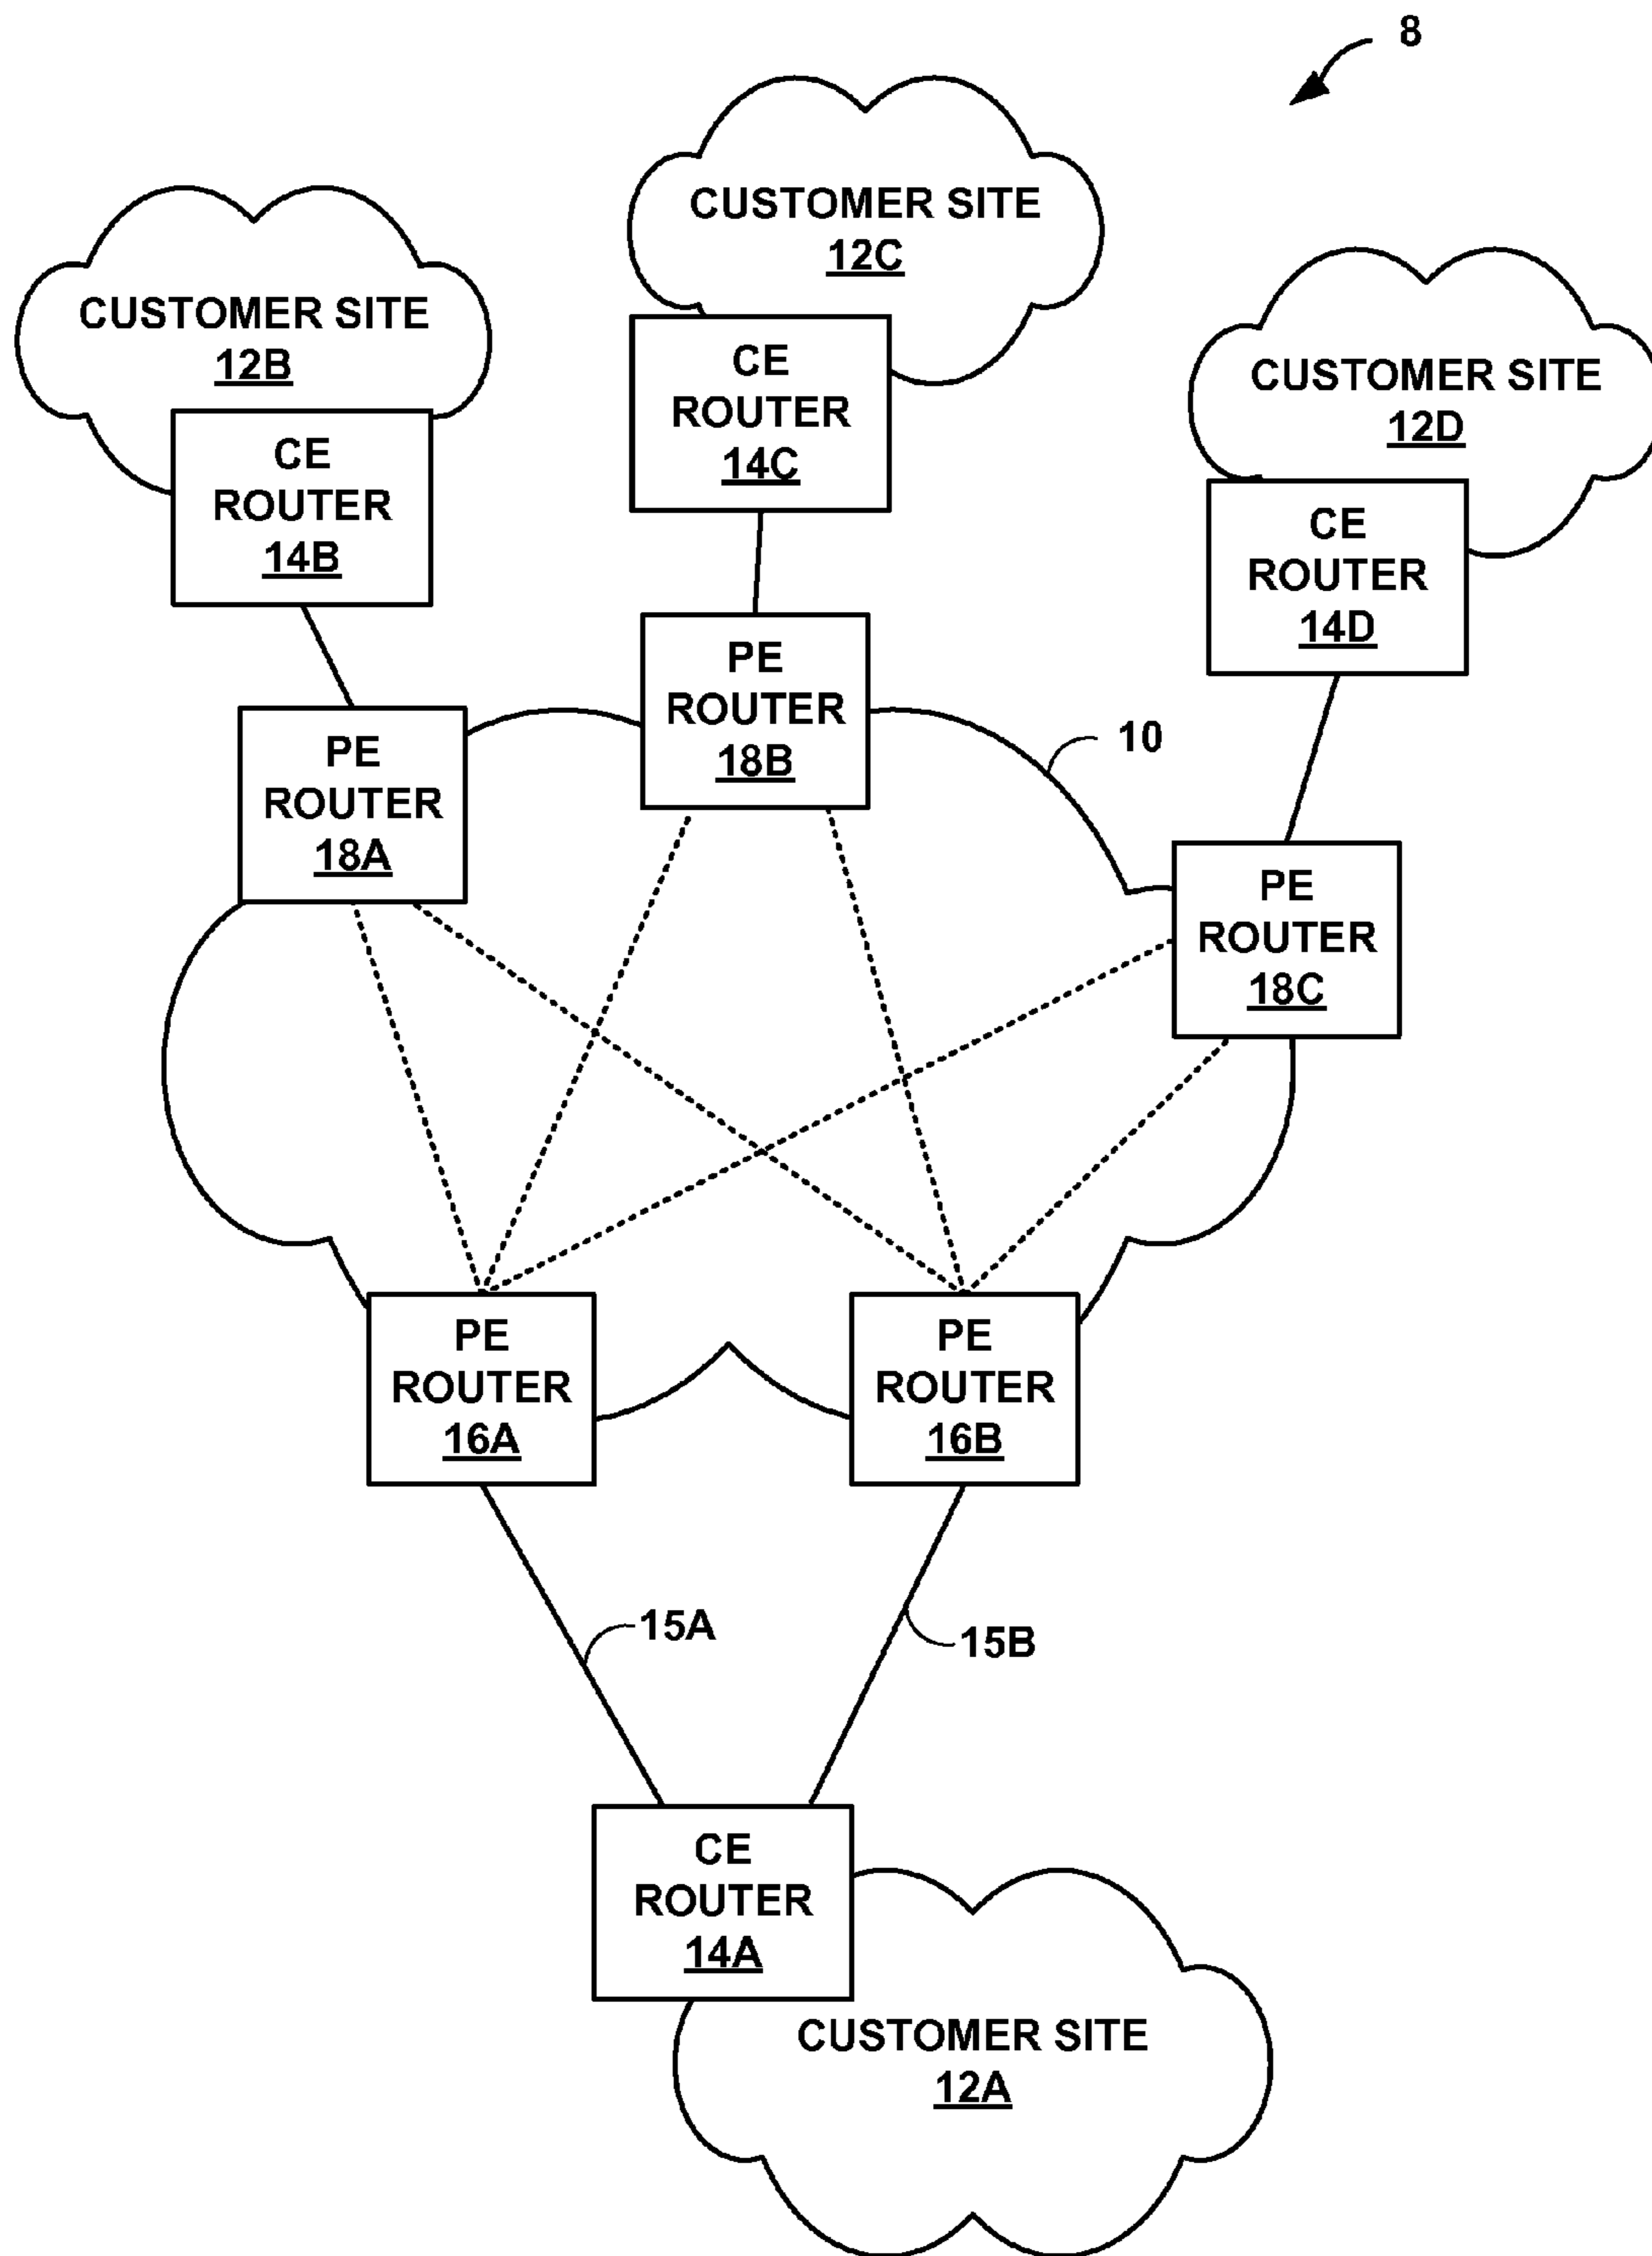 8
CUSTOMER SITE
12C
CUSTOMER SITE
12B
CUSTOMER SITE
12D
CE
ROUTER
14C
CE
ROUTER
14B
CE
ROUTER
14D
PE
ROUTER
18B
PE
ROUTER
18A
10
PE
ROUTER
18C
PE
ROUTER
16A
PE
ROUTER
16B
15A
15B
CE
ROUTER
14A
CUSTOMER SITE
12A